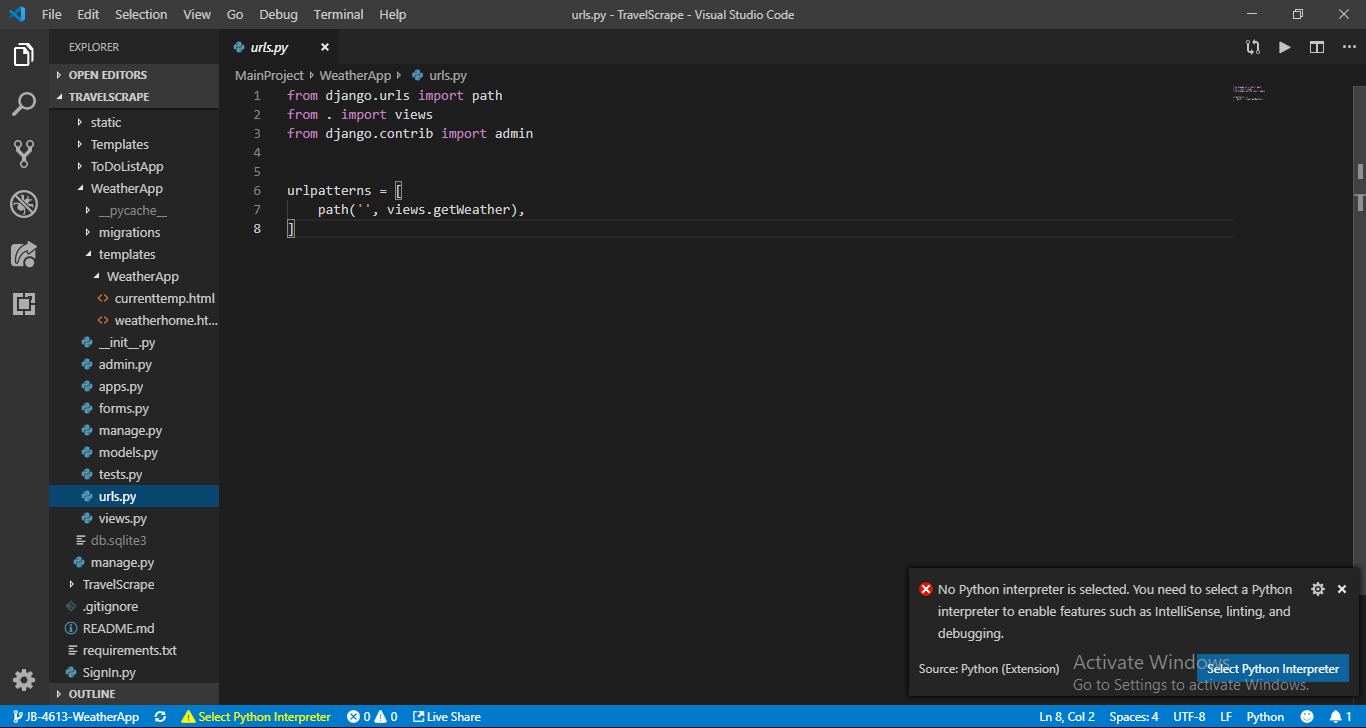 File Edit Selection View Go Debug Terminal Help
urls.py - TravelScrape - Visual Studio Code
EXPLORER
OPEN EDITORS
TRAVELSCRAPE
static
Templates
ToDoListApp
WeatherApp
__pycache__
migrations
templates
WeatherApp
currenttemp.html
weatherhome.ht...
__init__.py
admin.py
apps.py
forms.py
manage.py
models.py
tests.py
urls.py
views.py
db.sqlite3
manage.py
TravelScrape
.gitignore
README.md
requirements.txt
SignIn.py
OUTLINE
urls.py
MainProject WeatherApp urls.py
1 from django.urls import path
2 from . import views
3 from django.contrib import admin
4
5
6 urlpatterns = [
7 path('', views.getWeather),
8 ]
No Python interpreter is selected. You need to select a Python
interpreter to enable features such as IntelliSense, linting, and
debugging.
Source: Python (Extension)
Select Python Interpreter
Activate Windows
Go to Settings to activate Windows.
JB-4613-WeatherApp Select Python Interpreter 0 0 Live Share Ln 8, Col 2 Spaces: 4 UTF-8 LF Python 1